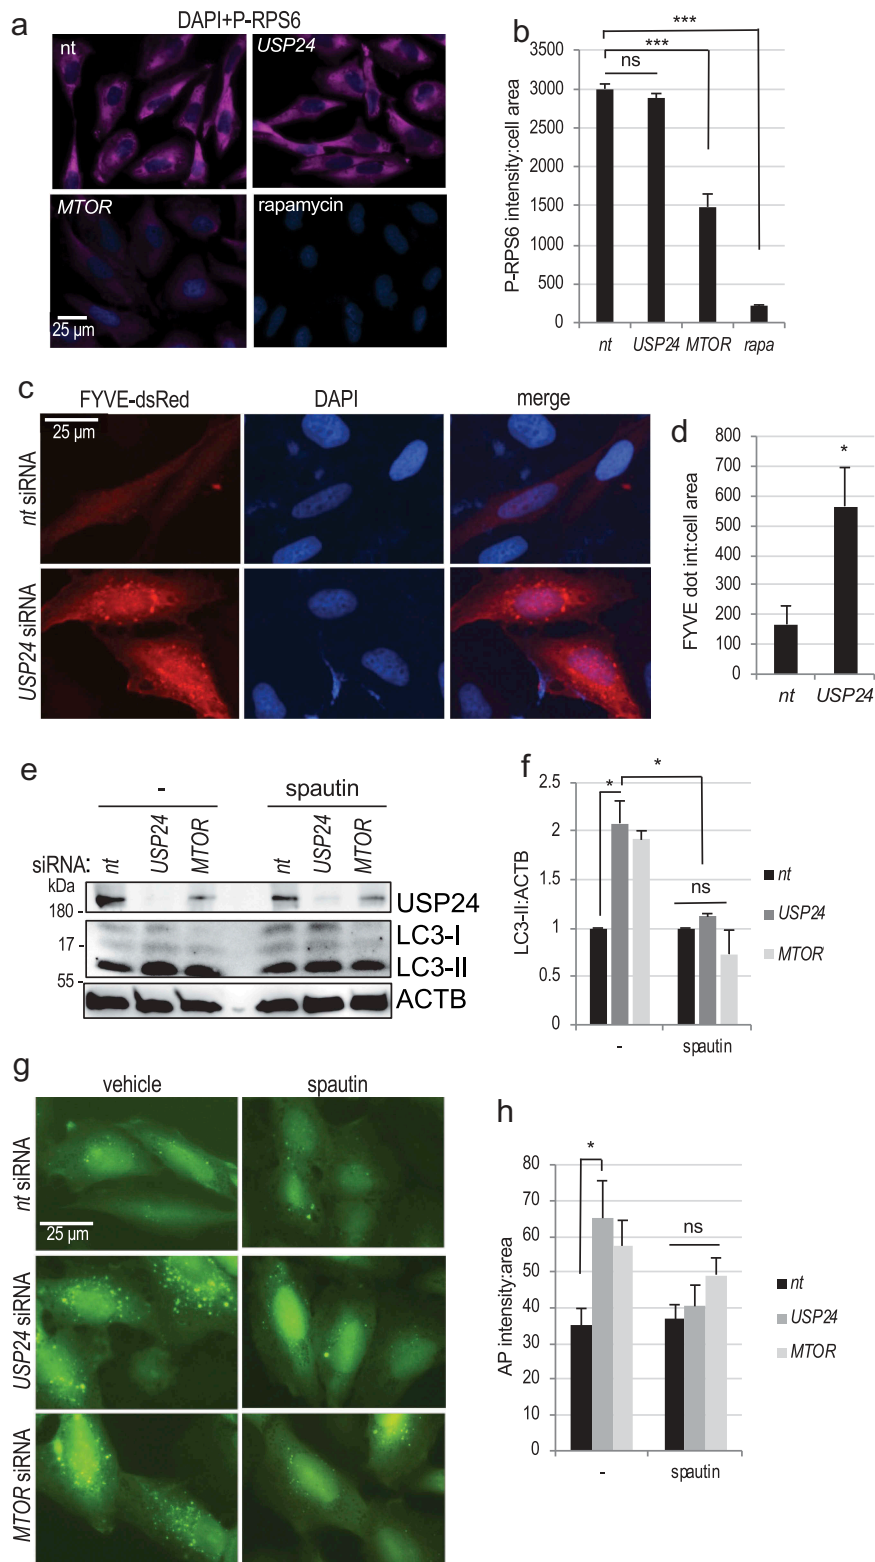 a
DAPI+P-RPS6
nt
USP24
MTOR
rapamycin
25 µm
b
***
***
ns
P-RPS6 intensity:cell area
3500
3000
2500
2000
1500
1000
500
0
nt USP24 MTOR rapa
c
FYVE-dsRed DAPI merge
25 µm
nt siRNA
USP24 siRNA
d
FYVE dot int:cell area
800
700
600
500
400
300
200
100
0
*
nt USP24
e
- spautin
siRNA: nt USP24 MTOR nt USP24 MTOR
kDa
180
USP24
LC3-I
17
LC3-II
55
ACTB
f
LC3-II:ACTB
2.5
2
1.5
1
0.5
0
*
*
ns
- spautin
nt
USP24
MTOR
g
vehicle spautin
nt siRNA
25 µm
USP24 siRNA
MTOR siRNA
h
AP intensity:area
80
70
60
50
40
30
20
10
0
*
ns
- spautin
nt
USP24
MTOR